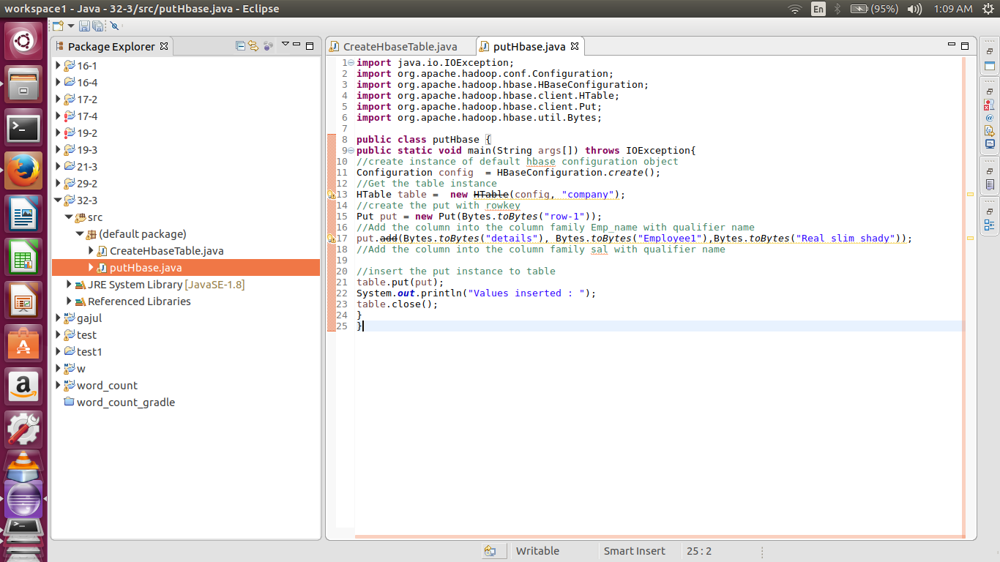 workspace1 - Java - 32-3/src/putHbase.java - Eclipse
En
(95%)
1:09 AM
Package Explorer
16-1
16-4
17-2
17-4
19-2
19-3
21-3
29-2
32-3
src
(default package)
CreateHbaseTable.java
putHbase.java
JRE System Library [JavaSE-1.8]
Referenced Libraries
gajul
test
test1
w
word_count
word_count_gradle
CreateHbaseTable.java
putHbase.java
1 import java.io.IOException;
2 import org.apache.hadoop.conf.Configuration;
3 import org.apache.hadoop.hbase.HBaseConfiguration;
4 import org.apache.hadoop.hbase.client.HTable;
5 import org.apache.hadoop.hbase.client.Put;
6 import org.apache.hadoop.hbase.util.Bytes;
7
8 public class putHbase {
9 public static void main(String args[]) throws IOException{
10 //create instance of default hbase configuration object
11 Configuration config  = HBaseConfiguration.create();
12 //Get the table instance
13 HTable table =  new HTable(config, "company");
14 //create the put with rowkey
15 Put put = new Put(Bytes.toBytes("row-1"));
16 //Add the column into the column family Emp_name with qualifier name
17 put.add(Bytes.toBytes("details"), Bytes.toBytes("Employee1"),Bytes.toBytes("Real slim shady"));
18 //Add the column into the column family sal with qualifier name
19
20 //insert the put instance to table
21 table.put(put);
22 System.out.println("Values inserted : ");
23 table.close();
24 }
25 }
Writable
Smart Insert
25 : 2